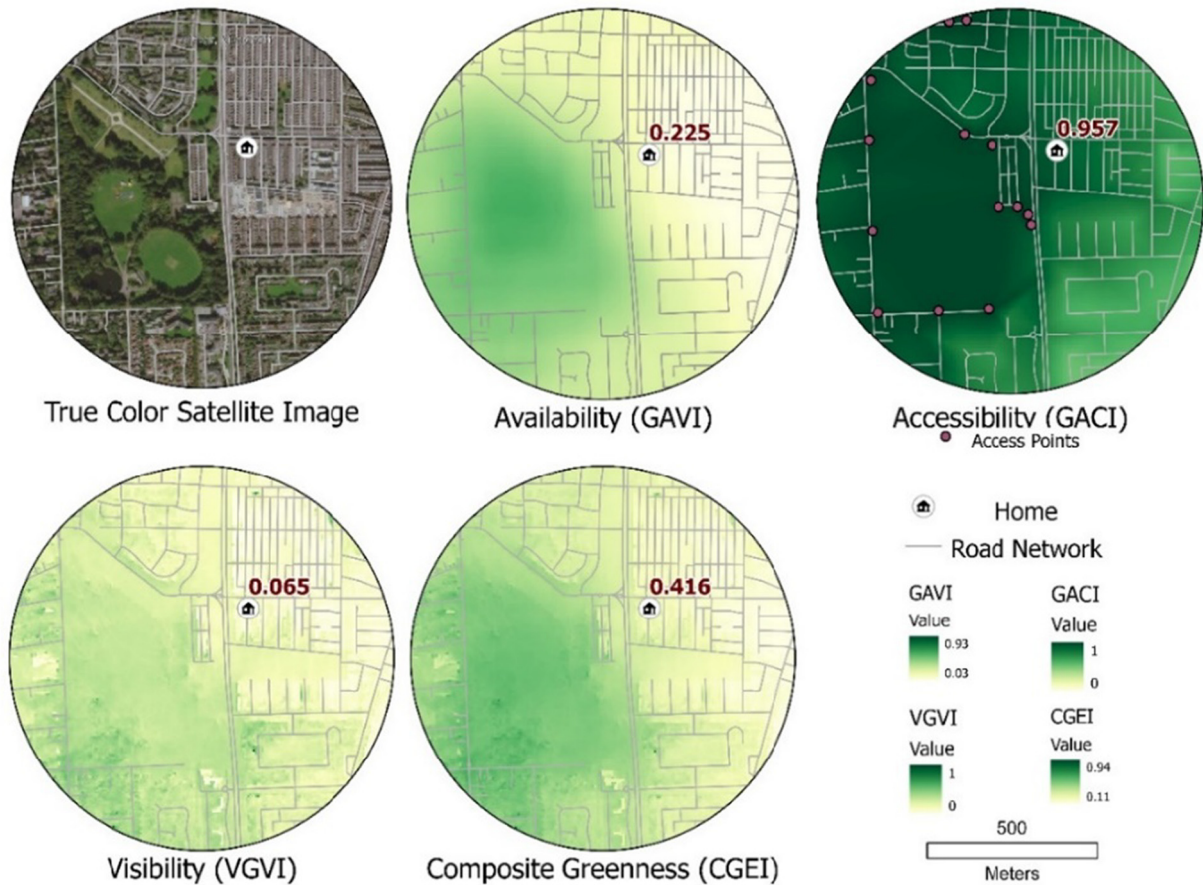 0.225
0.957
True Color Satellite Image
Availability (GAVI)
Accessibility (GACI)
Access Points
0.065
0.416
Visibility (VGVI)
Composite Greenness (CGEI)
Home
Road Network
GAVI
Value
0.93
0.03
GACI
Value
1
0
VGVI
Value
1
0
CGEI
Value
0.94
0.11
500
Meters